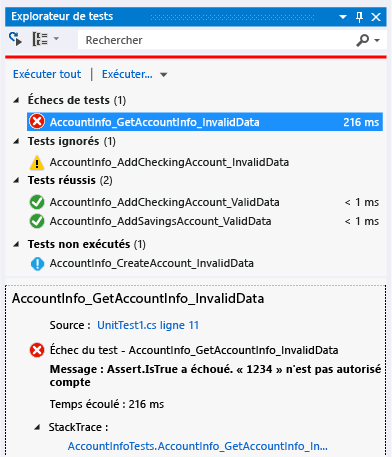 Explorateur de tests
Rechercher
Exécuter tout | Exécuter...
Échecs de tests (1)
AccountInfo_GetAccountInfo_InvalidData 216 ms
Tests ignorés (1)
AccountInfo_AddCheckingAccount_InvalidData
Tests réussis (2)
AccountInfo_AddCheckingAccount_ValidData < 1 ms
AccountInfo_AddSavingsAccount_ValidData < 1 ms
Tests non exécutés (1)
AccountInfo_CreateAccount_InvalidData
AccountInfo_GetAccountInfo_InvalidData
Source : UnitTest1.cs ligne 11
Échec du test - AccountInfo_GetAccountInfo_InvalidData
Message : Assert.IsTrue a échoué. « 1234 » n'est pas autorisé
compte
Temps écoulé : 216 ms
StackTrace :
AccountInfoTests.AccountInfo_GetAccountInfo_In...